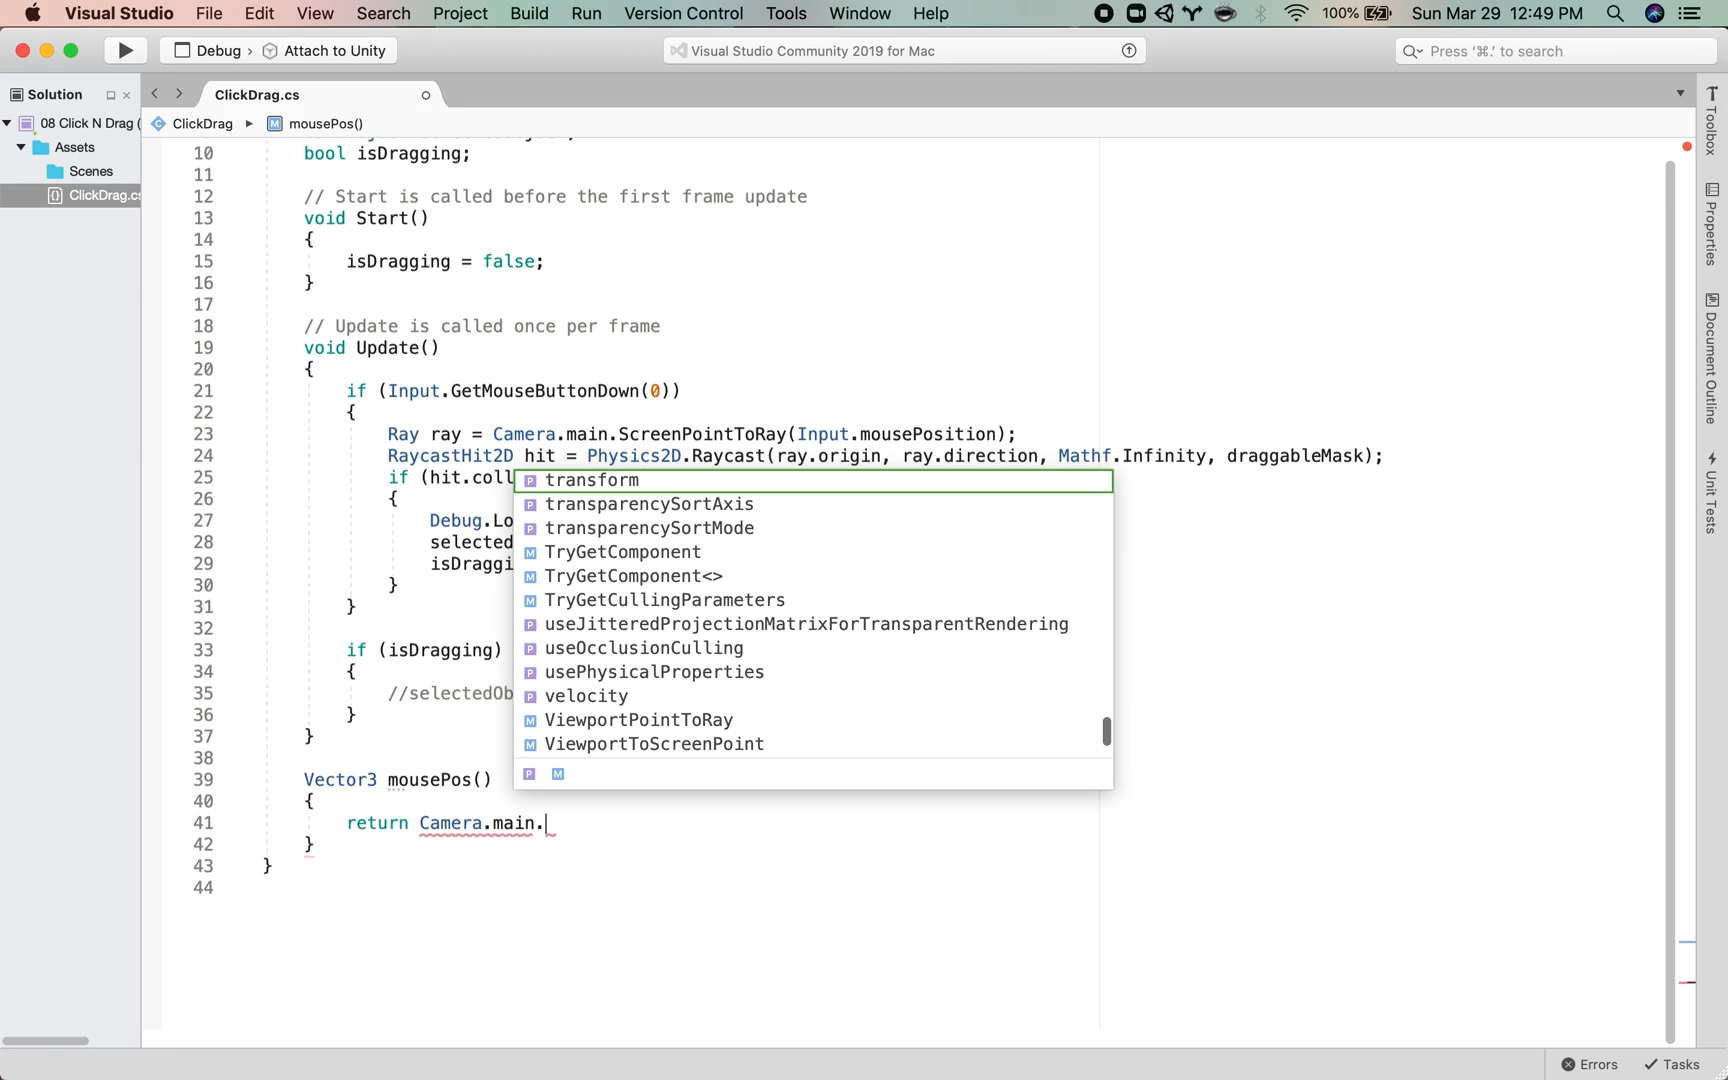 Visual Studio File Edit View Search Project Build Run Version Control Tools Window Help 100% Sun Mar 29 12:49 PM
Debug › Attach to Unity Visual Studio Community 2019 for Mac Press ‘⌘.’ to search
Solution ClickDrag.cs
08 Click N Drag ( ClickDrag mousePos()
Assets
Scenes
ClickDrag.cs
10 bool isDragging;
11
12 // Start is called before the first frame update
13 void Start()
14 {
15 isDragging = false;
16 }
17
18 // Update is called once per frame
19 void Update()
20 {
21 if (Input.GetMouseButtonDown(0))
22 {
23 Ray ray = Camera.main.ScreenPointToRay(Input.mousePosition);
24 RaycastHit2D hit = Physics2D.Raycast(ray.origin, ray.direction, Mathf.Infinity, draggableMask);
25 if (hit.coll
26 {
27 Debug.Lo
28 selected
29 isDraggi
30 }
31 }
32
33 if (isDragging)
34 {
35 //selectedOb
36 }
37 }
38
39 Vector3 mousePos()
40 {
41 return Camera.main.
42 }
43 }
44
P transform
P transparencySortAxis
P transparencySortMode
M TryGetComponent
M TryGetComponent<>
M TryGetCullingParameters
P useJitteredProjectionMatrixForTransparentRendering
P useOcclusionCulling
P usePhysicalProperties
P velocity
M ViewportPointToRay
M ViewportToScreenPoint
P M
Toolbox
Properties
Document Outline
Unit Tests
Errors Tasks